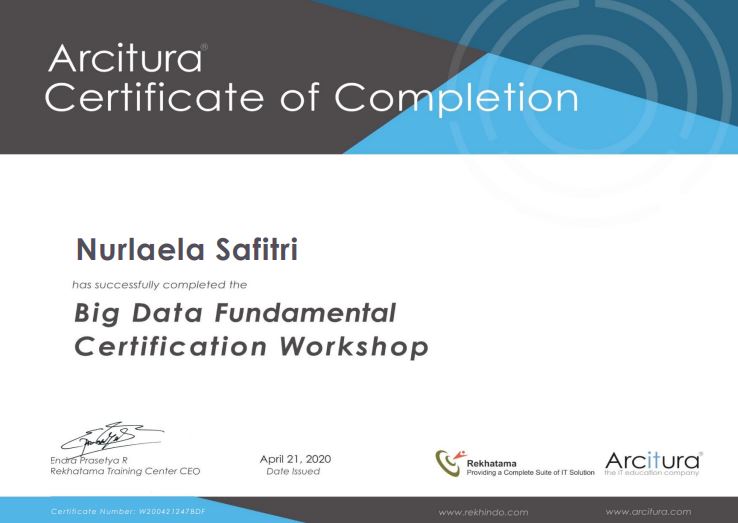 Arcitura®
Certificate of Completion
Nurlaela Safitri
has successfully completed the
Big Data Fundamental
Certification Workshop
Endra Prasetya R
Rekhatama Training Center CEO
April 21, 2020
Date Issued
Rekhatama
Providing a Complete Suite of IT Solution
Arcitura®
the IT education company
Certificate Number: W200421247BDF
www.rekhindo.com
www.arcitura.com